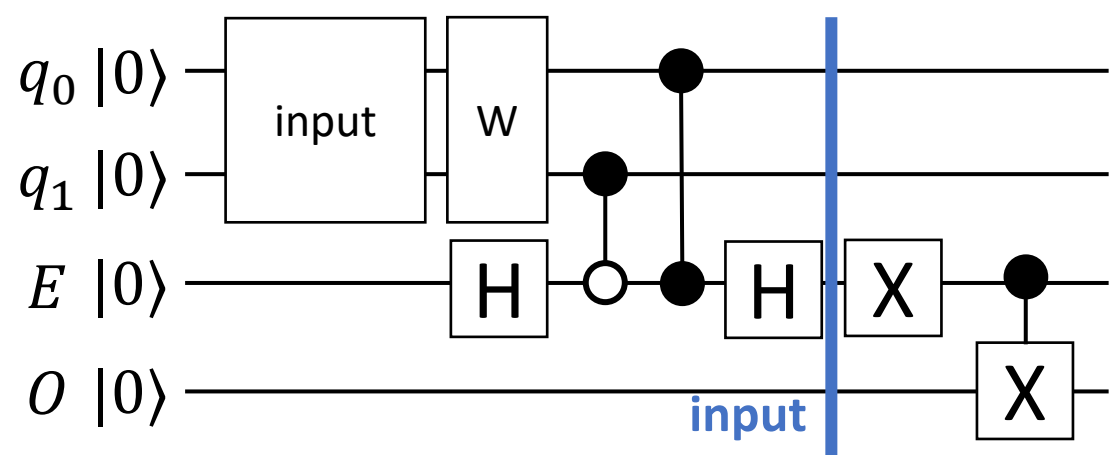 q₀ |0⟩ input W
q₁ |0⟩
E |0⟩ H H X
O |0⟩ X
input